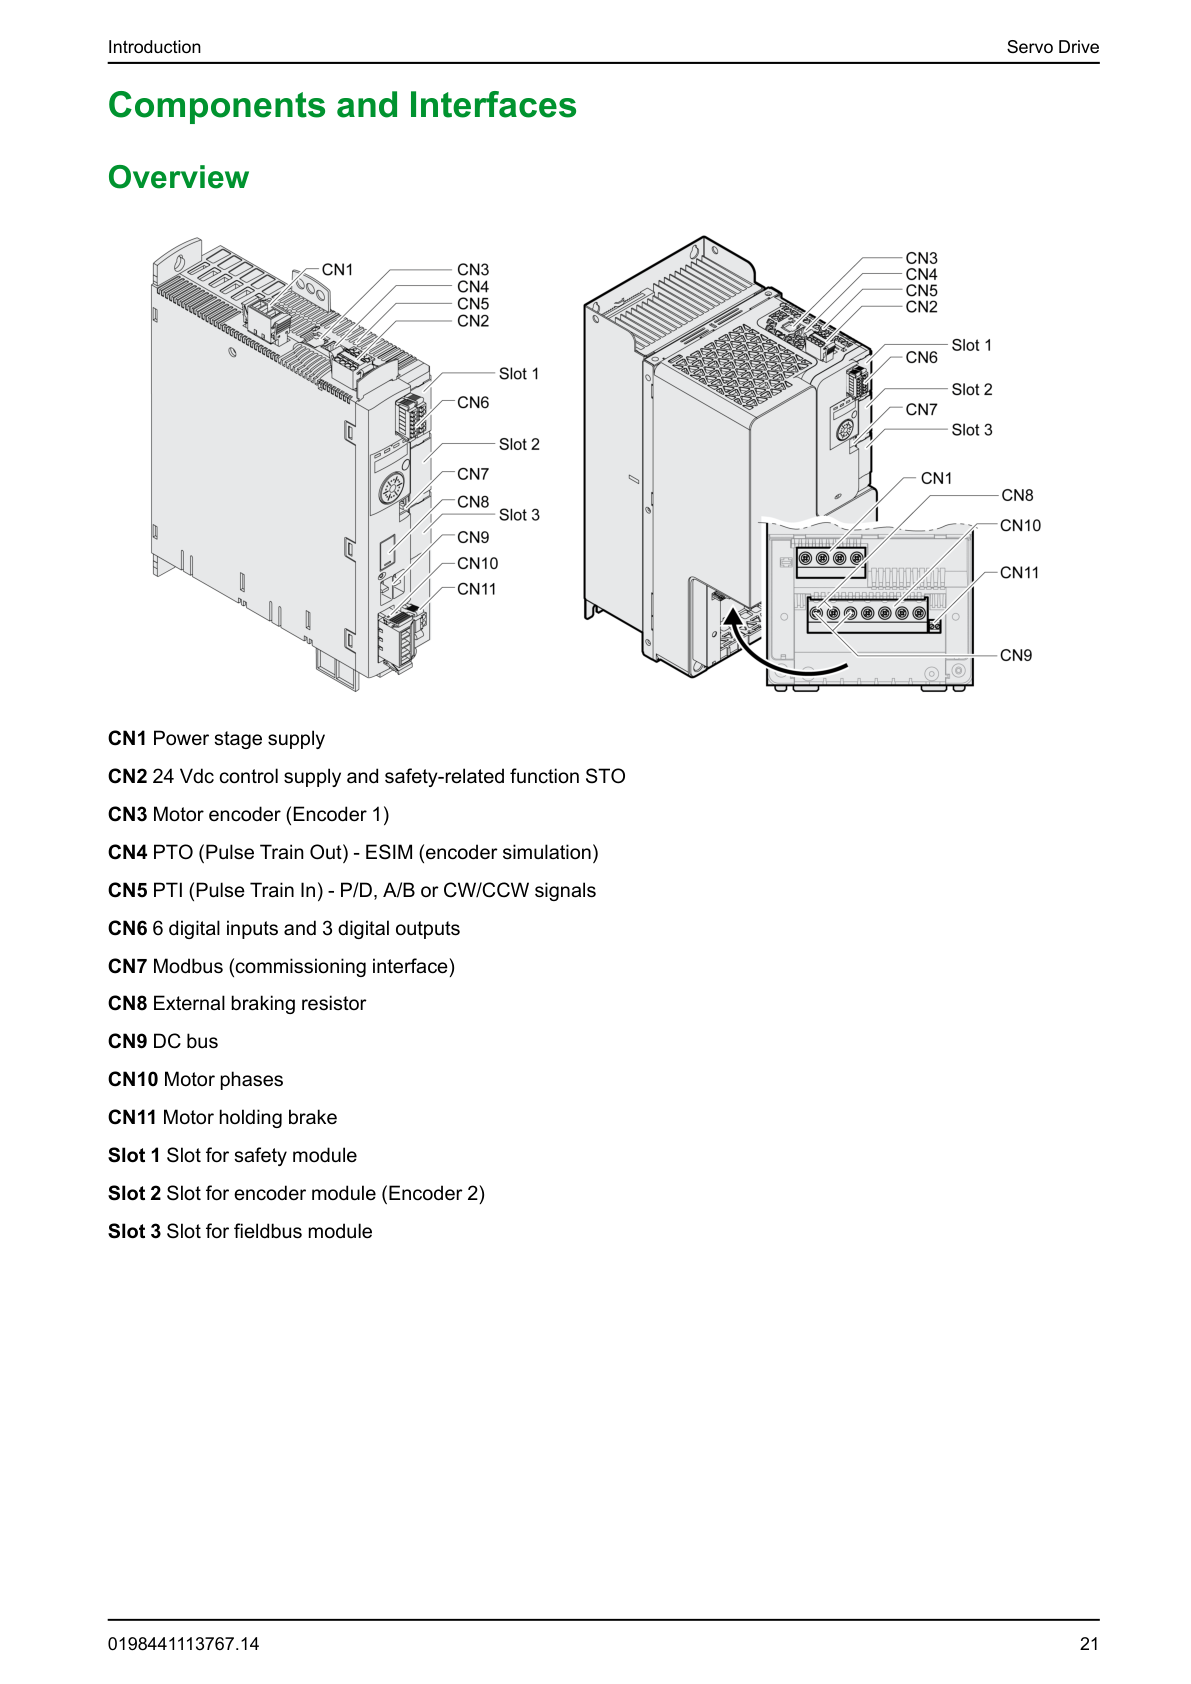 Introduction
Servo Drive
Components and Interfaces
Overview
CN1
CN3
CN4
CN5
CN2
Slot 1
CN6
Slot 2
CN7
CN8
Slot 3
CN9
CN10
CN11
CN3
CN4
CN5
CN2
Slot 1
CN6
Slot 2
CN7
Slot 3
CN1
CN8
CN10
CN11
CN9
CN1 Power stage supply
CN2 24 Vdc control supply and safety-related function STO
CN3 Motor encoder (Encoder 1)
CN4 PTO (Pulse Train Out) - ESIM (encoder simulation)
CN5 PTI (Pulse Train In) - P/D, A/B or CW/CCW signals
CN6 6 digital inputs and 3 digital outputs
CN7 Modbus (commissioning interface)
CN8 External braking resistor
CN9 DC bus
CN10 Motor phases
CN11 Motor holding brake
Slot 1 Slot for safety module
Slot 2 Slot for encoder module (Encoder 2)
Slot 3 Slot for fieldbus module
0198441113767.14
21